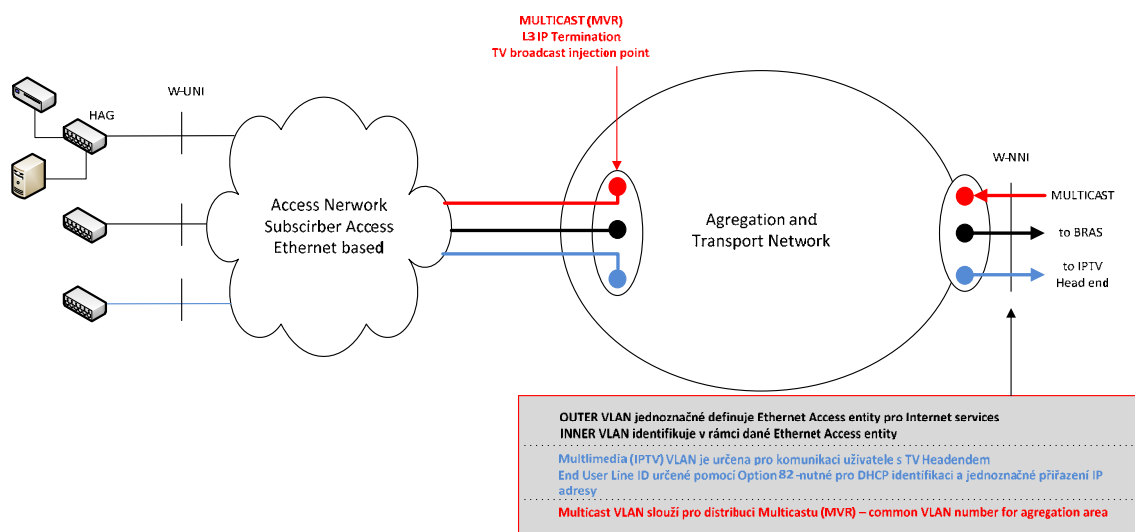 MULTICAST (MVR)
L3 IP Termination
TV broadcast injection point
W-UNI
HAG
W-NNI
Access Network
Subscirber Access
Ethernet based
Agregation and
Transport Network
MULTICAST
to BRAS
to IPTV
Head end
OUTER VLAN jednoznačné definuje Ethernet Access entity pro Internet services
INNER VLAN identifikuje v rámci dané Ethernet Access entity
Multlimedia (IPTV) VLAN je určena pro komunikaci uživatele s TV Headendem
End User Line ID určené pomocí Option 82-nutné pro DHCP identifikaci a jednoznačné přiřazení IP
adresy
Multicast VLAN slouží pro distribuci Multicastu (MVR) – common VLAN number for agregation area